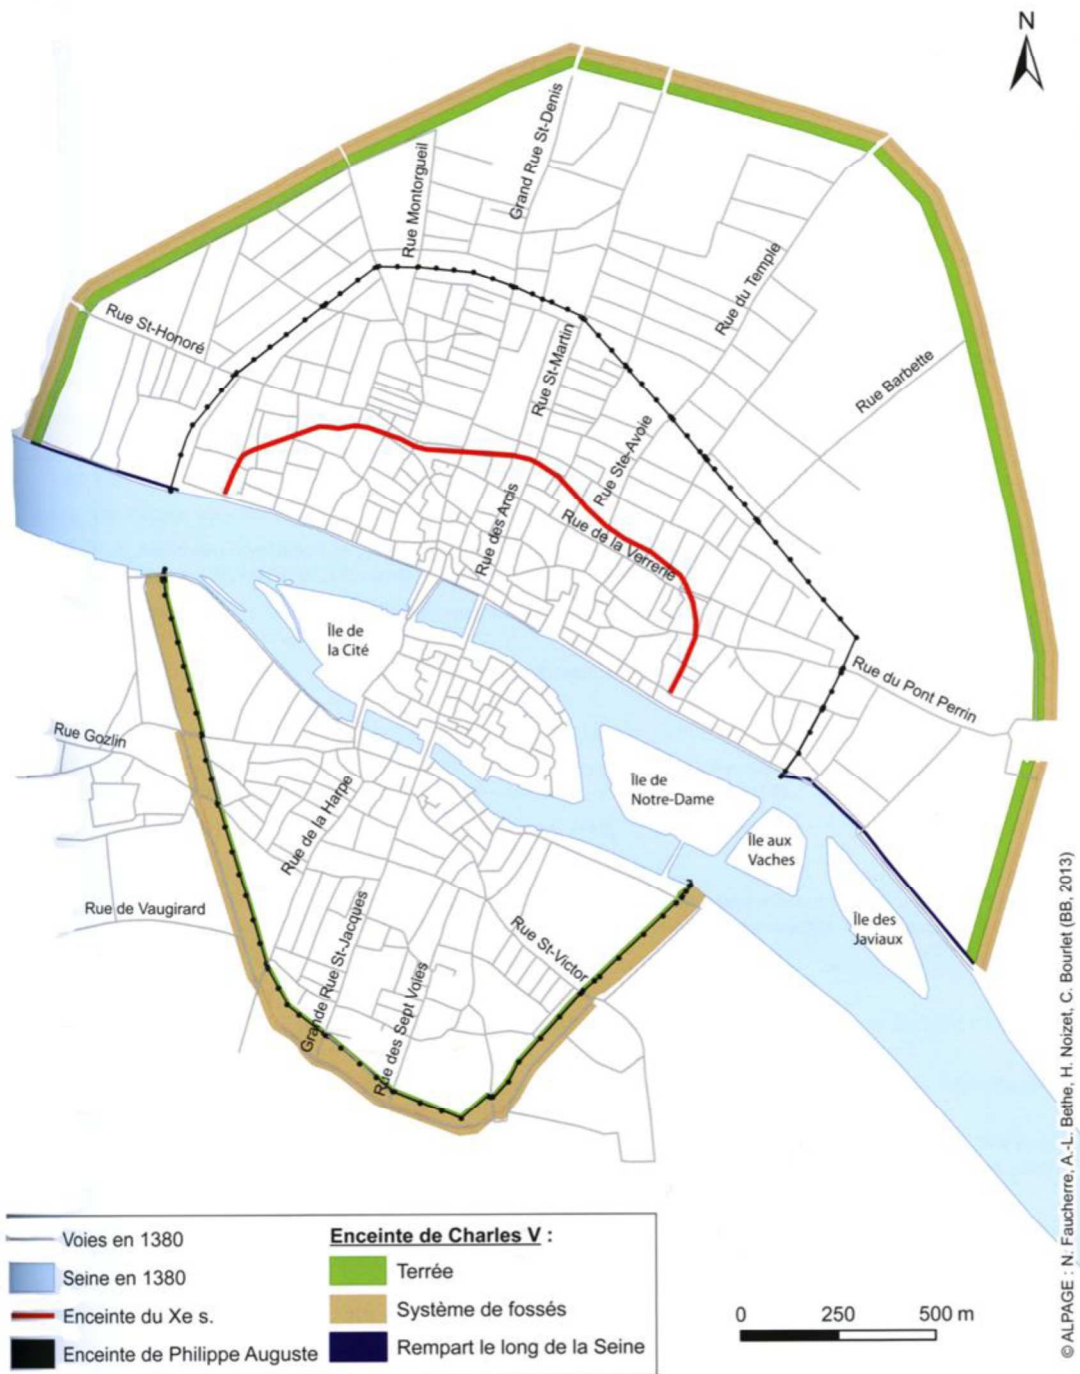 N
Grand Rue St-Denis
Rue Montorgueil
Rue du Temple
Rue St-Honoré
Rue St-Martin
Rue Barbette
Rue Ste-Avoie
Rue des Arcis
Rue de la Verrerie
Île de
la Cité
Rue du Pont Perrin
Rue Gozlin
Île de
Notre-Dame
Rue de la Harpe
Île aux
Vaches
Rue de Vaugirard
Île des
Javiaux
Rue St-Victor
Grande Rue St-Jacques
Rue des Sept Voies
Voies en 1380
Seine en 1380
Enceinte du Xe s.
Enceinte de Philippe Auguste
Enceinte de Charles V :
Terrée
Système de fossés
Rempart le long de la Seine
0 250 500 m
© ALPAGE : N. Faucherre, A.-L. Bethe, H. Noizet, C. Bourlet (BB, 2013)